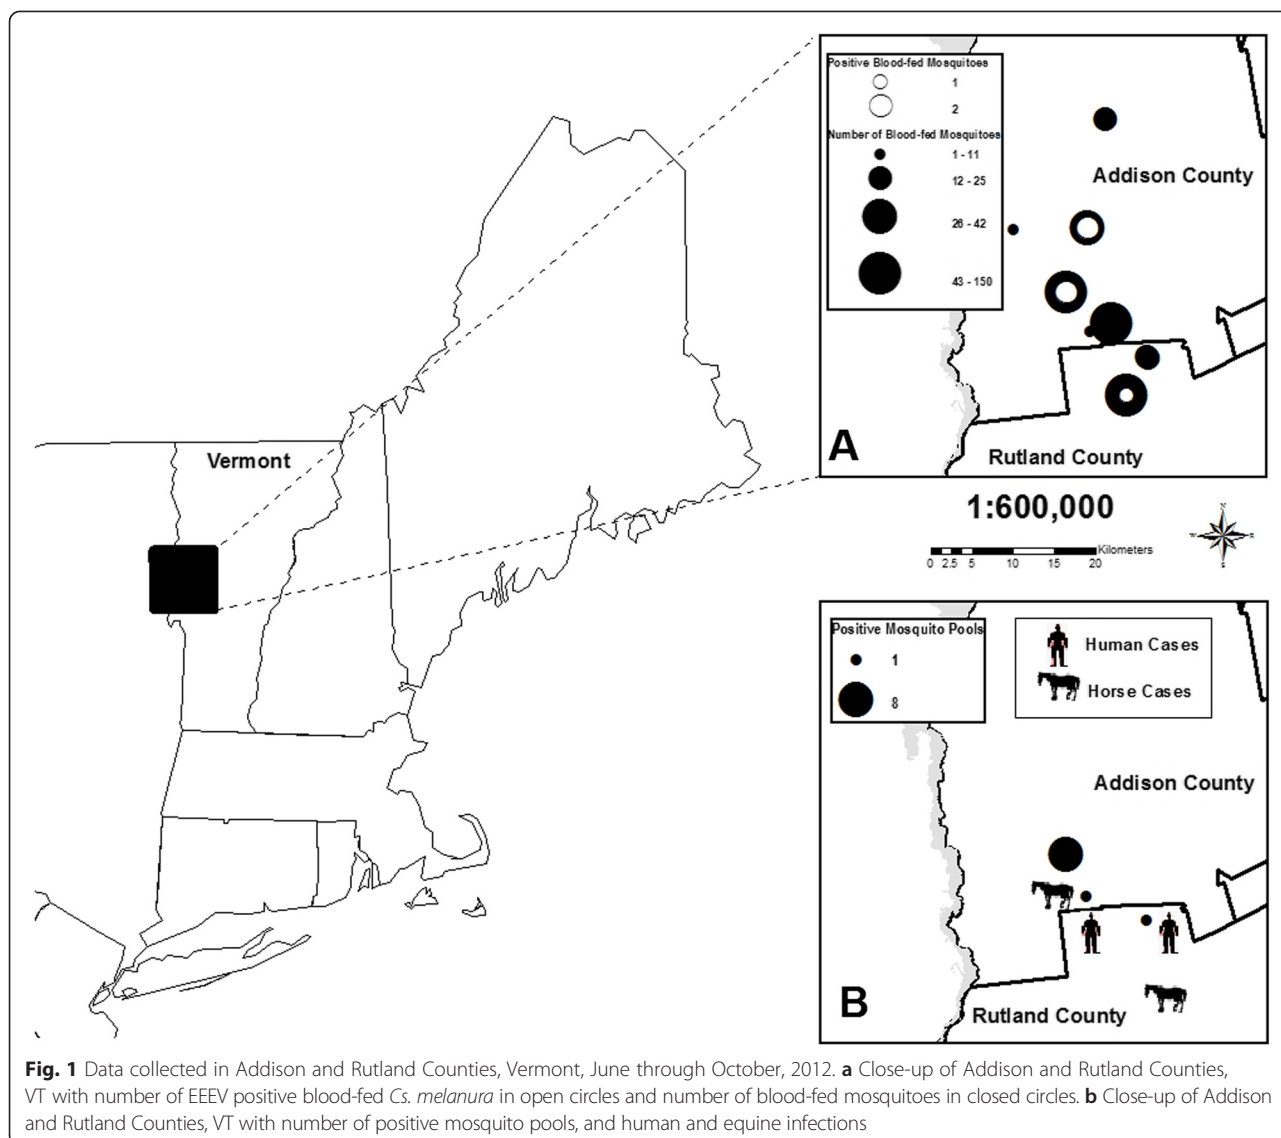 Vermont
Positive Blood-fed Mosquitoes
1
2
Number of Blood-fed Mosquitoes
1 - 11
12 - 25
26 - 42
43 - 150
Addison County
A
Rutland County
1:600,000
Kilometers
0 2.5 5 10 15 20
N
W E
S
Positive Mosquito Pools
1
8
Human Cases
Horse Cases
Addison County
B
Rutland County
Fig. 1 Data collected in Addison and Rutland Counties, Vermont, June through October, 2012. a Close-up of Addison and Rutland Counties,
VT with number of EEEV positive blood-fed Cs. melanura in open circles and number of blood-fed mosquitoes in closed circles. b Close-up of Addison
and Rutland Counties, VT with number of positive mosquito pools, and human and equine infections